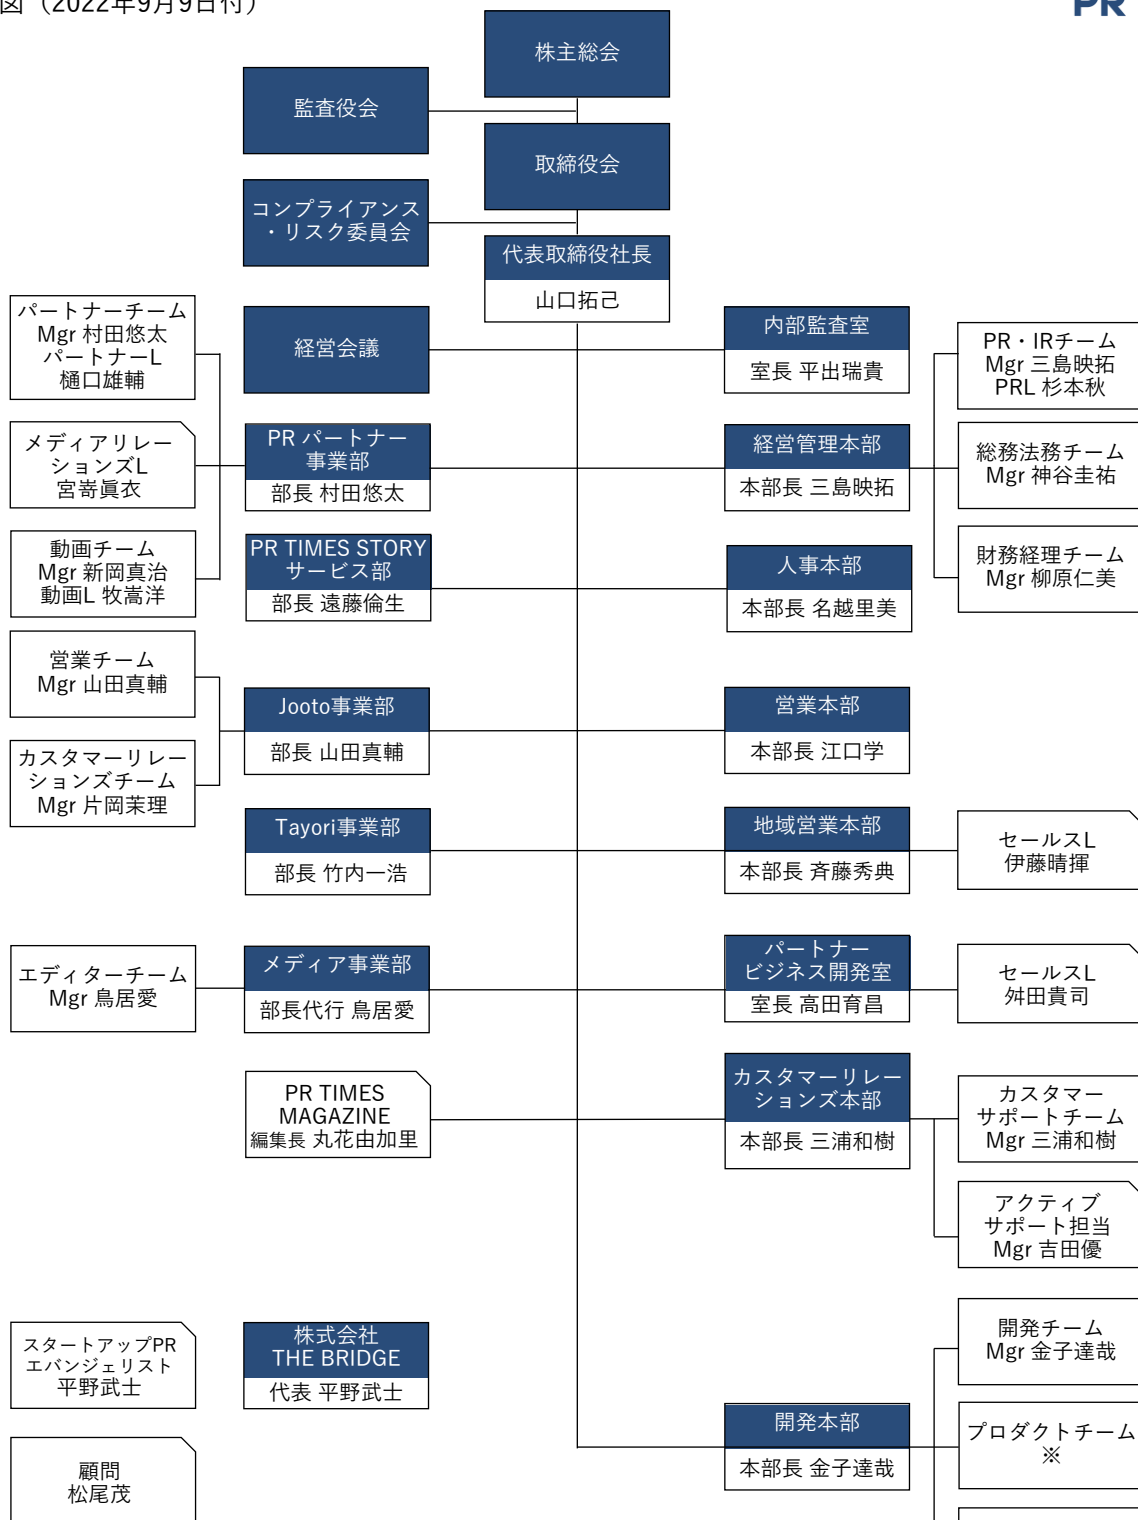 図（2022年9月9日付）
PR
株主総会
監査役会
取締役会
コンプライアンス
・リスク委員会
代表取締役社長
山口拓己
パートナーチーム
Mgr 村田悠太
パートナーL
樋口雄輔
経営会議
内部監査室
室長 平出瑞貴
PR・IRチーム
Mgr 三島映拓
PRL 杉本秋
メディアリレー
ションズL
宮嵜眞衣
PR パートナー
事業部
部長 村田悠太
経営管理本部
本部長 三島映拓
総務法務チーム
Mgr 神谷圭祐
動画チーム
Mgr 新岡真治
動画L 牧嵩洋
PR TIMES STORY
サービス部
部長 遠藤倫生
人事本部
本部長 名越里美
財務経理チーム
Mgr 柳原仁美
営業チーム
Mgr 山田真輔
Jooto事業部
部長 山田真輔
営業本部
本部長 江口学
カスタマーリレー
ションズチーム
Mgr 片岡茉理
Tayori事業部
部長 竹内一浩
地域営業本部
本部長 斉藤秀典
セールスL
伊藤晴揮
エディターチーム
Mgr 鳥居愛
メディア事業部
部長代行 鳥居愛
パートナー
ビジネス開発室
室長 高田育昌
セールスL
舛田貴司
PR TIMES
MAGAZINE
編集長 丸花由加里
カスタマーリレー
ションズ本部
本部長 三浦和樹
カスタマー
サポートチーム
Mgr 三浦和樹
アクティブ
サポート担当
Mgr 吉田優
スタートアップPR
エバンジェリスト
平野武士
株式会社
THE BRIDGE
代表 平野武士
開発チーム
Mgr 金子達哉
開発本部
本部長 金子達哉
プロダクトチーム
※
顧問
松尾茂